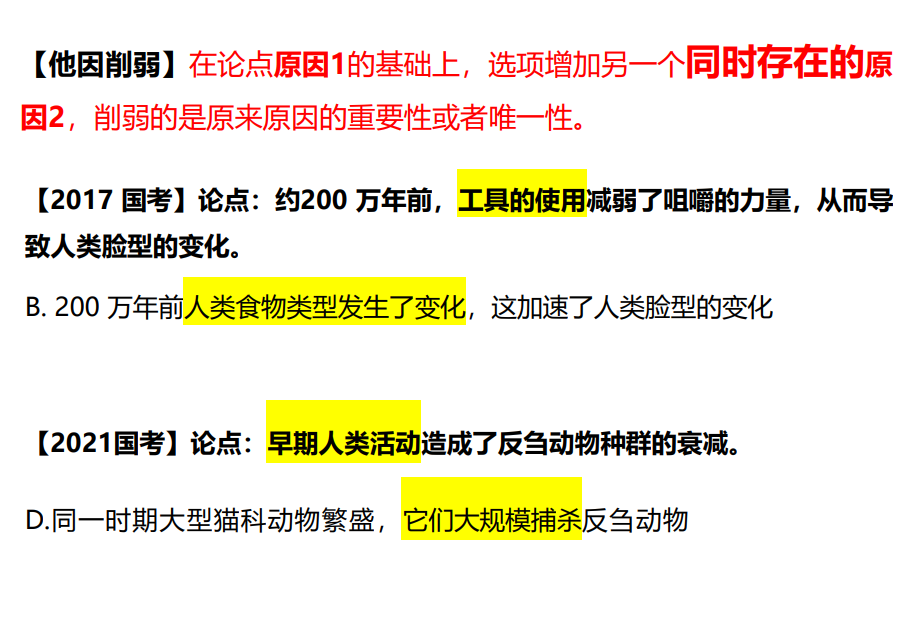 【他因削弱】在论点原因1的基础上，选项增加另一个同时存在的原
因2，削弱的是原来原因的重要性或者唯一性。
【2017 国考】论点：约200 万年前，工具的使用减弱了咀嚼的力量，从而导
致人类脸型的变化。
B. 200 万年前人类食物类型发生了变化，这加速了人类脸型的变化
【2021国考】论点：早期人类活动造成了反刍动物种群的衰减。
D.同一时期大型猫科动物繁盛，它们大规模捕杀反刍动物